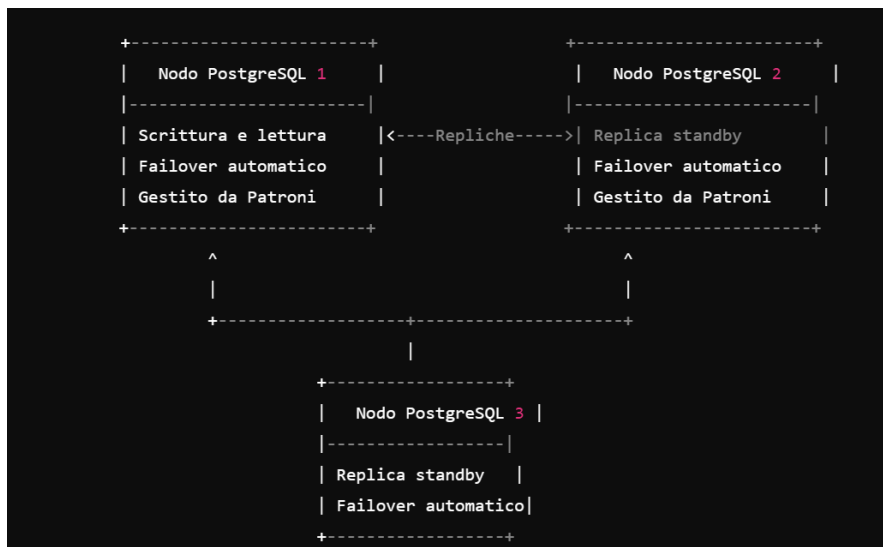 +------------------------+                    +------------------------+
|   Nodo PostgreSQL 1     |                    |   Nodo PostgreSQL 2     |
|------------------------|                    |------------------------|
| Scrittura e lettura     |<----Repliche----->| Replica standby        |
| Failover automatico     |                    | Failover automatico    |
| Gestito da Patroni      |                    | Gestito da Patroni     |
+------------------------+                    +------------------------+
         ^                                         ^
         |                                         |
         +-------------------+---------------------+
                             |
                    +------------------+
                    |   Nodo PostgreSQL 3 |
                    |------------------|
                    | Replica standby   |
                    | Failover automatico|
                    +------------------+